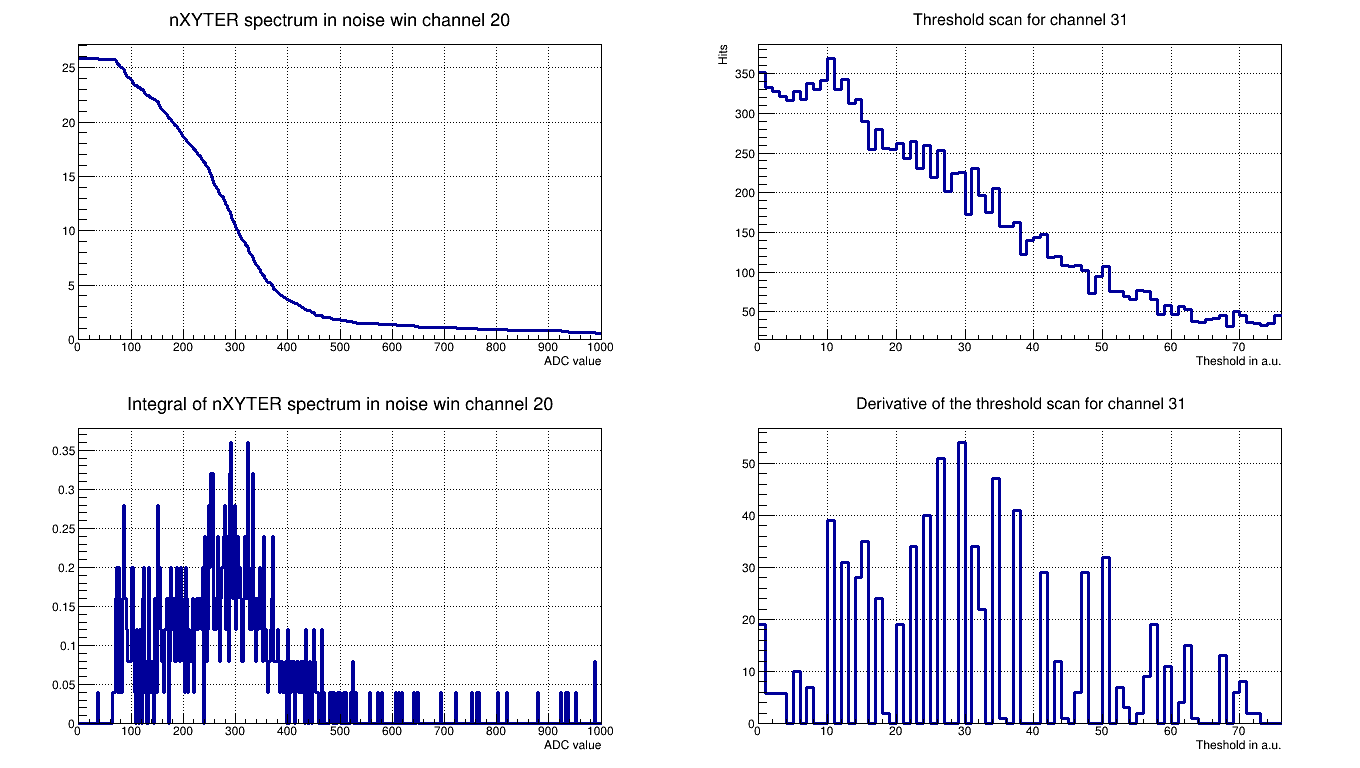 nXYTER spectrum in noise win channel 20
25
20
15
10
5
0
0 100 200 300 400 500 600 700 800 900 1000
ADC value
Threshold scan for channel 31
Hits
350
300
250
200
150
100
50
0 10 20 30 40 50 60 70
Theshold in a.u.
Integral of nXYTER spectrum in noise win channel 20
0.35
0.3
0.25
0.2
0.15
0.1
0.05
0
0 100 200 300 400 500 600 700 800 900 1000
ADC value
Derivative of the threshold scan for channel 31
50
40
30
20
10
0
0 10 20 30 40 50 60 70
Theshold in a.u.